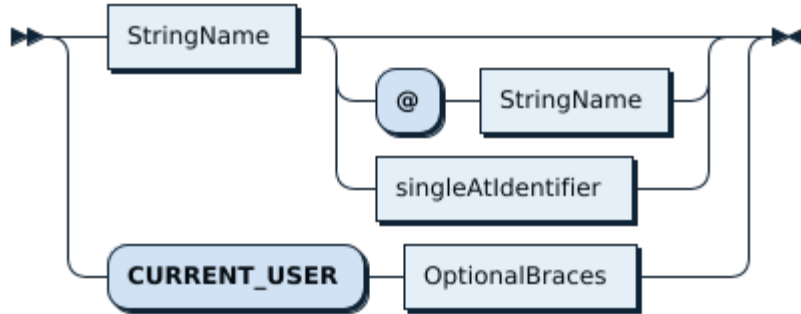 StringName
@ StringName
singleAtIdentifier
CURRENT_USER OptionalBraces